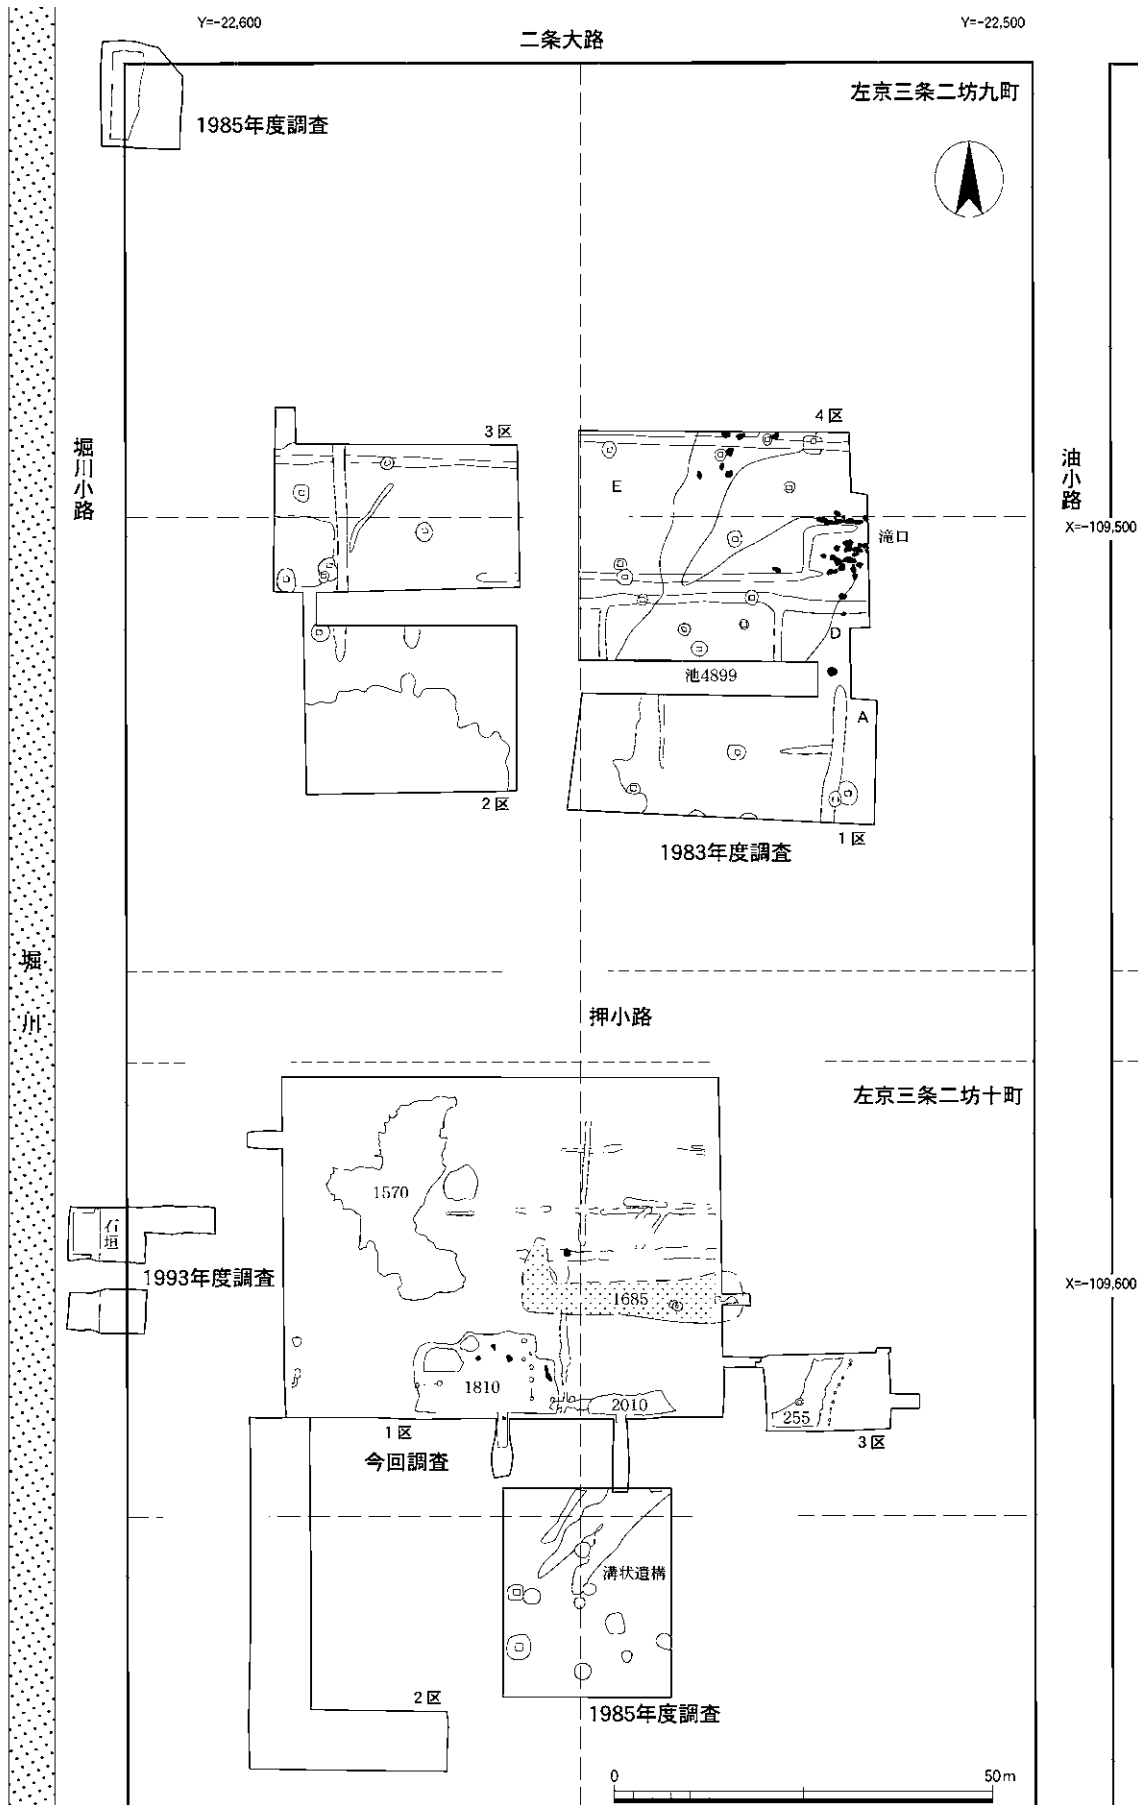 Y=-22,600
Y=-22,500
二条大路
左京三条二坊九町
1985年度調査
堀川小路
3区
4区
E
油小路
X=-109,500
滝口
D
池4899
A
2区
1区
1983年度調査
堀川
押小路
左京三条二坊十町
1570
石垣
1993年度調査
1685
X=-109,600
1810
2010
255
1区
3区
今回調査
溝状遺構
2区
1985年度調査
0
50m